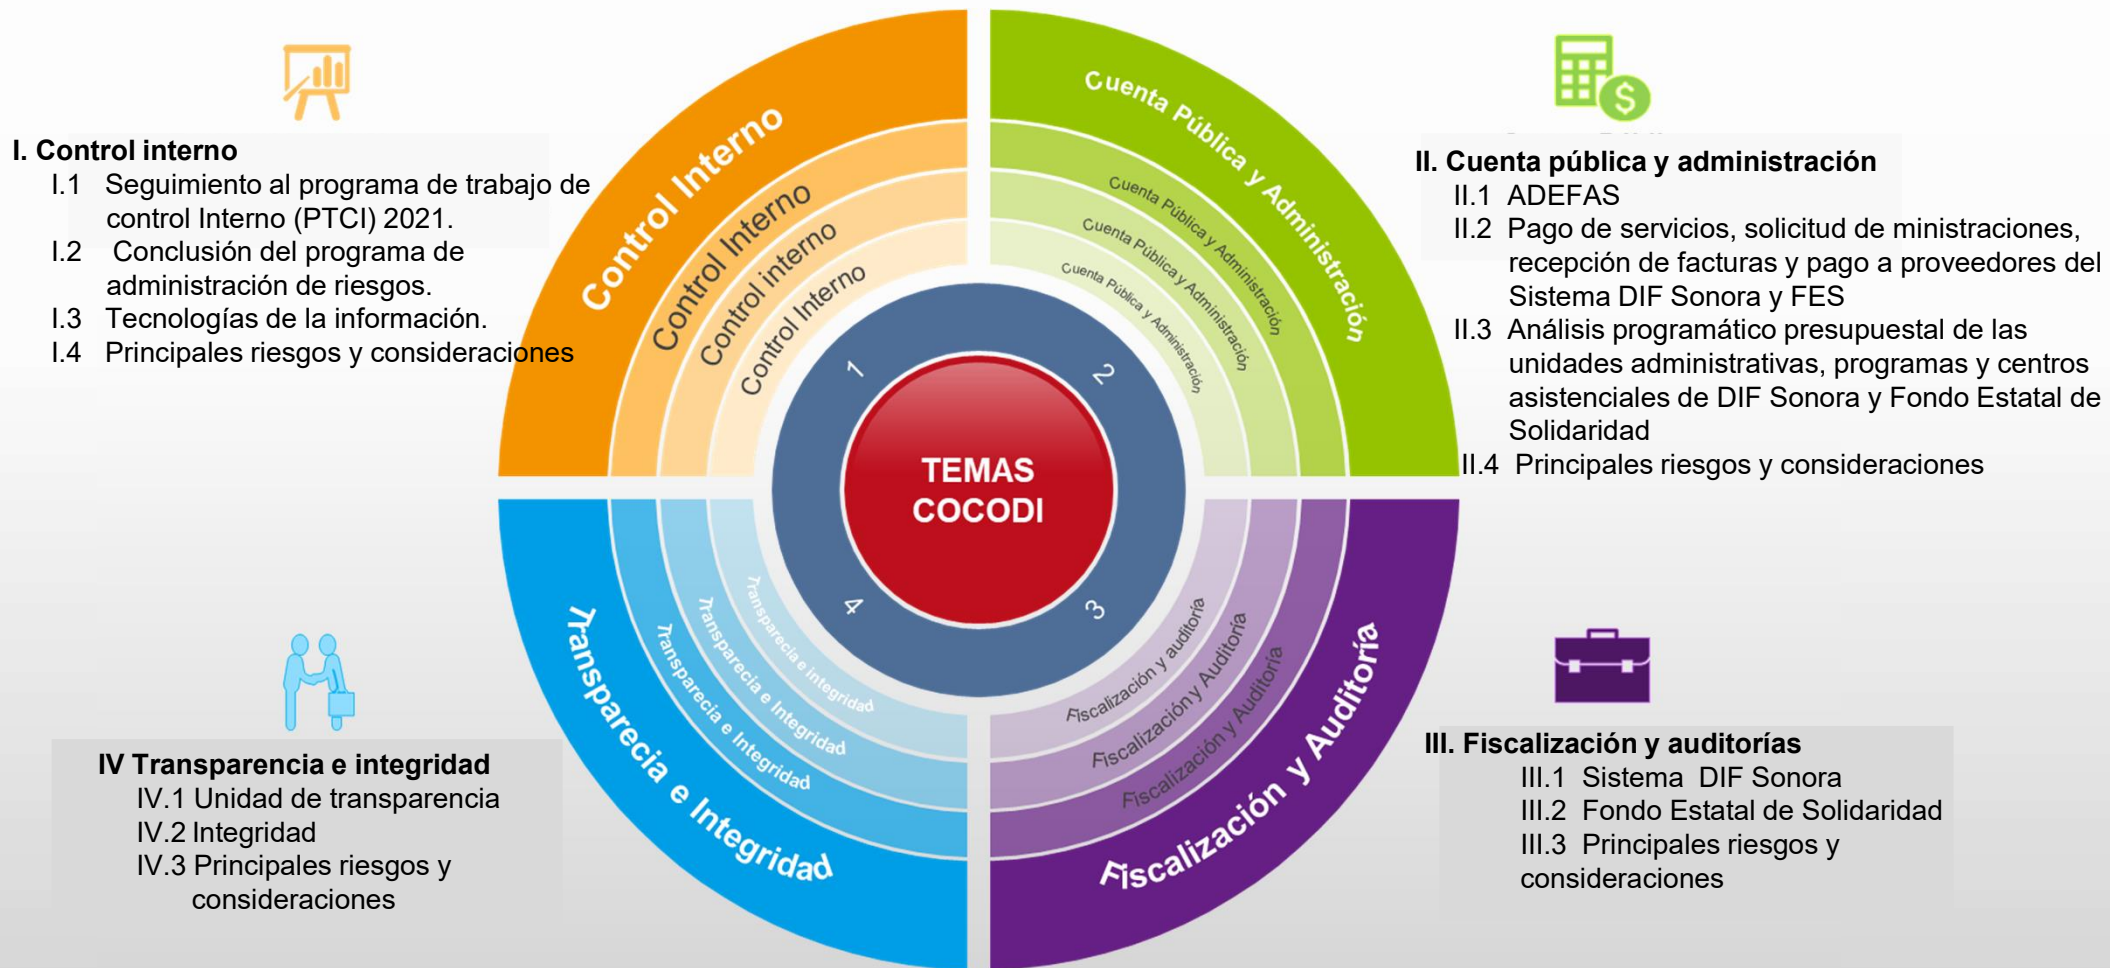 I. Control interno
I.1 Seguimiento al programa de trabajo de
control Interno (PTCI) 2021.
I.2 Conclusión del programa de
administración de riesgos.
I.3 Tecnologías de la información.
I.4 Principales riesgos y consideraciones
II. Cuenta pública y administración
II.1 ADEFAS
II.2 Pago de servicios, solicitud de ministraciones,
recepción de facturas y pago a proveedores del
Sistema DIF Sonora y FES
II.3 Análisis programático presupuestal de las
unidades administrativas, programas y centros
asistenciales de DIF Sonora y Fondo Estatal de
Solidaridad
II.4 Principales riesgos y consideraciones
Control Interno
Control Interno
Control interno
Control Interno
Cuenta Pública y Administración
Cuenta Pública y Administración
Cuenta Pública y Administración
Cuenta Pública y Administración
1
2
TEMAS
COCODI
4
3
Transparecia e integridad
Transparecia e Integridad
Transparecia e Integridad
Transparecia e Integridad
Fiscalización y auditoría
Fiscalización y Auditoría
Fiscalización y Auditoría
Fiscalización y Auditoría
IV Transparencia e integridad
IV.1 Unidad de transparencia
IV.2 Integridad
IV.3 Principales riesgos y
consideraciones
III. Fiscalización y auditorías
III.1 Sistema DIF Sonora
III.2 Fondo Estatal de Solidaridad
III.3 Principales riesgos y
consideraciones